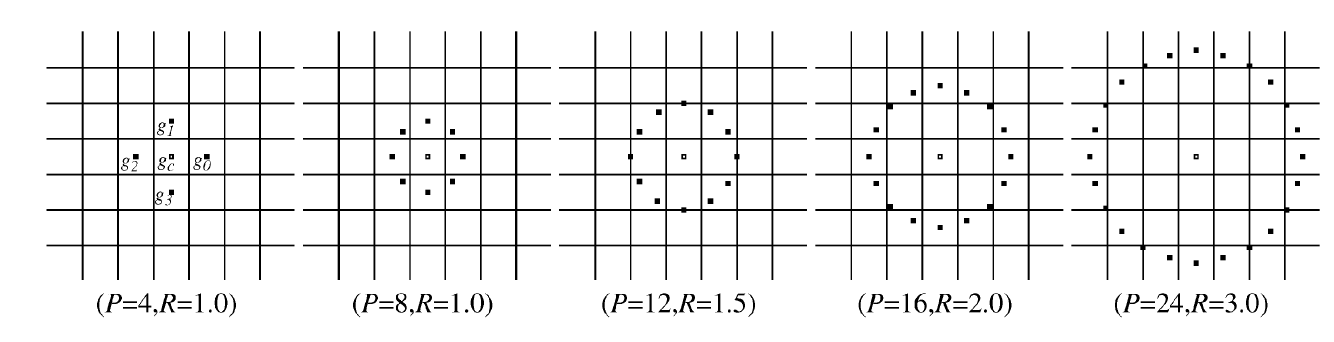 g1
g2 gc g0
g3
(P=4,R=1.0) (P=8,R=1.0) (P=12,R=1.5) (P=16,R=2.0) (P=24,R=3.0)